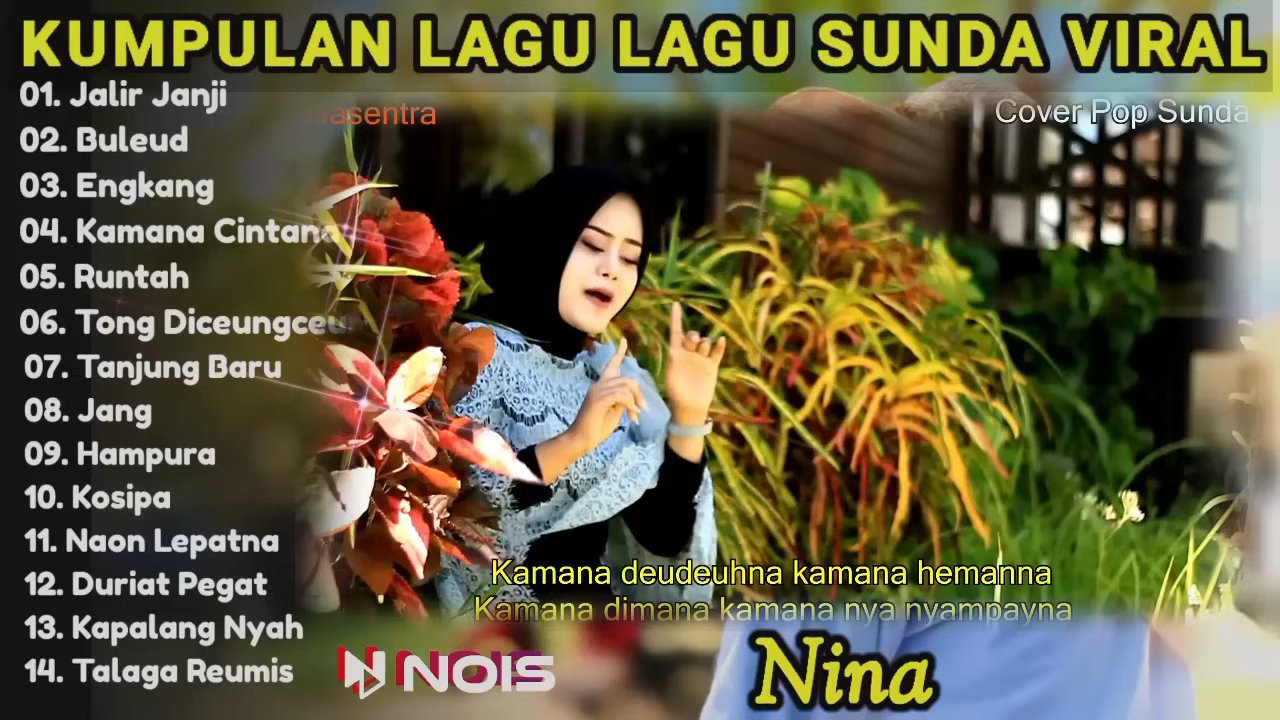 KUMPULAN LAGU LAGU SUNDA VIRAL
01. Jalir Janji
02. Buleud
03. Engkang
04. Kamana Cintana
05. Runtah
06. Tong
07. Tanjung Baru
08. Jang
09. Hampura
10. Kosipa
11. Naon Lepatna
12. Duriat Pegat
13. Kapalang Nyah
14. Talaga Reumis
Cover Pop Sunda
Kamana deudeuhna kamana hemanna
Kamana dimana kamana nya nyampayna
NOIS
Nina